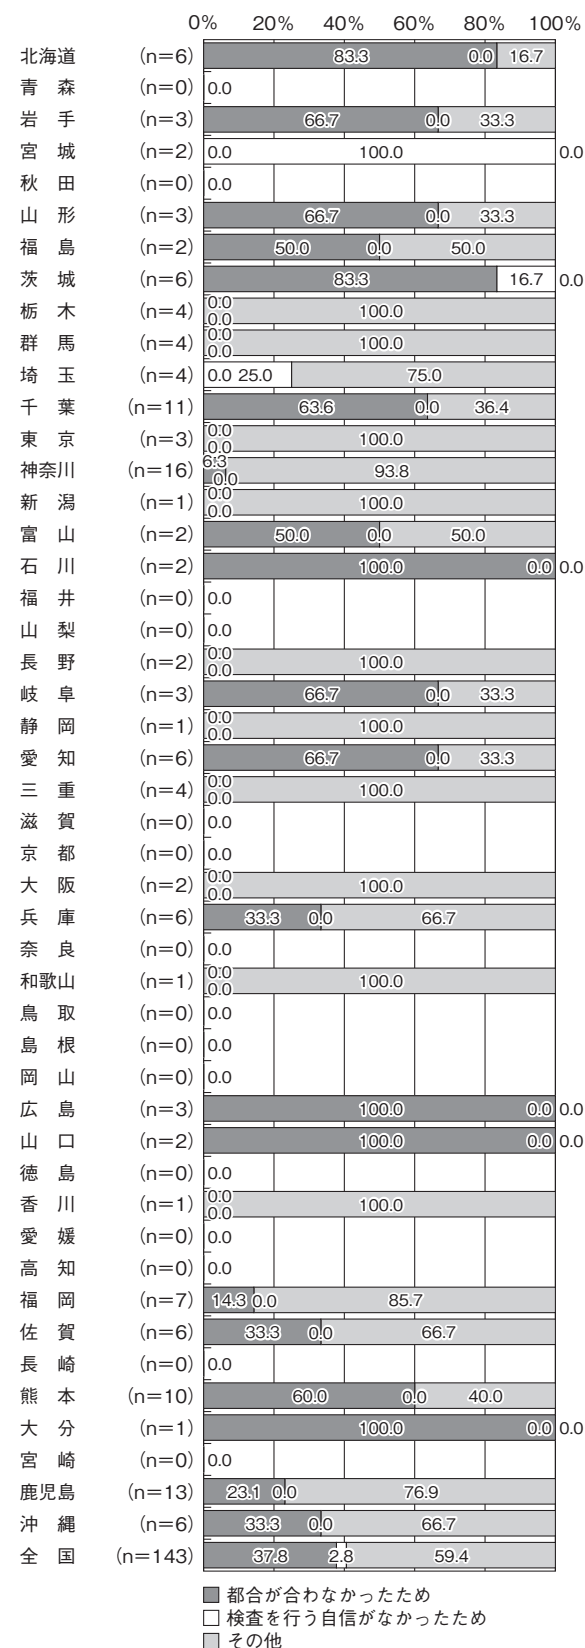 0% 20% 40% 60% 80% 100%
北海道 (n=6) 83.3 0.0 16.7
青森 (n=0) 0.0
岩手 (n=3) 66.7 0.0 33.3
宮城 (n=2) 0.0 100.0 0.0
秋田 (n=0) 0.0
山形 (n=3) 66.7 0.0 33.3
福島 (n=2) 50.0 0.0 50.0
茨城 (n=6) 83.3 16.7 0.0
栃木 (n=4) 0.0 0.0 100.0
群馬 (n=4) 0.0 0.0 100.0
埼玉 (n=4) 0.0 25.0 75.0
千葉 (n=11) 63.6 0.0 36.4
東京 (n=3) 0.0 0.0 100.0
神奈川 (n=16) 6.3 0.0 93.8
新潟 (n=1) 0.0 0.0 100.0
富山 (n=2) 50.0 0.0 50.0
石川 (n=2) 100.0 0.0 0.0
福井 (n=0) 0.0
山梨 (n=0) 0.0
長野 (n=2) 0.0 0.0 100.0
岐阜 (n=3) 66.7 0.0 33.3
静岡 (n=1) 0.0 0.0 100.0
愛知 (n=6) 66.7 0.0 33.3
三重 (n=4) 0.0 0.0 100.0
滋賀 (n=0) 0.0
京都 (n=0) 0.0
大阪 (n=2) 0.0 0.0 100.0
兵庫 (n=6) 33.3 0.0 66.7
奈良 (n=0) 0.0
和歌山 (n=1) 0.0 0.0 100.0
鳥取 (n=0) 0.0
島根 (n=0) 0.0
岡山 (n=0) 0.0
広島 (n=3) 100.0 0.0 0.0
山口 (n=2) 100.0 0.0 0.0
徳島 (n=0) 0.0
香川 (n=1) 0.0 0.0 100.0
愛媛 (n=0) 0.0
高知 (n=0) 0.0
福岡 (n=7) 14.3 0.0 85.7
佐賀 (n=6) 33.3 0.0 66.7
長崎 (n=0) 0.0
熊本 (n=10) 60.0 0.0 40.0
大分 (n=1) 100.0 0.0 0.0
宮崎 (n=0) 0.0
鹿児島 (n=13) 23.1 0.0 76.9
沖縄 (n=6) 33.3 0.0 66.7
全国 (n=143) 37.8 2.8 59.4
都合が合わなかったため
検査を行う自信がなかったため
その他